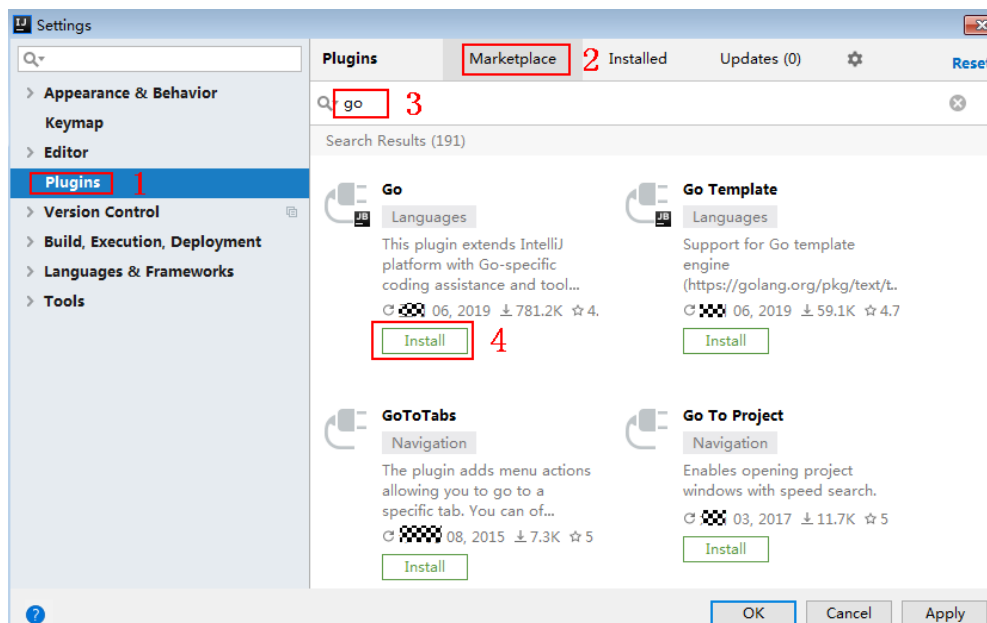 Settings
Appearance & Behavior
Keymap
Editor
Plugins 1
Version Control
Build, Execution, Deployment
Languages & Frameworks
Tools
Plugins Marketplace 2 Installed Updates (0) Reset
go 3
Search Results (191)
Go
Languages
This plugin extends IntelliJ
platform with Go-specific
coding assistance and tool...
06, 2019 781.2K 4.
Install 4
Go Template
Languages
Support for Go template
engine
(https://golang.org/pkg/text/t..
06, 2019 59.1K 4.7
Install
GoToTabs
Navigation
The plugin adds menu actions
allowing you to go to a
specific tab. You can of...
08, 2015 7.3K 5
Install
Go To Project
Navigation
Enables opening project
windows with speed search.
03, 2017 11.7K 5
Install
? OK Cancel Apply